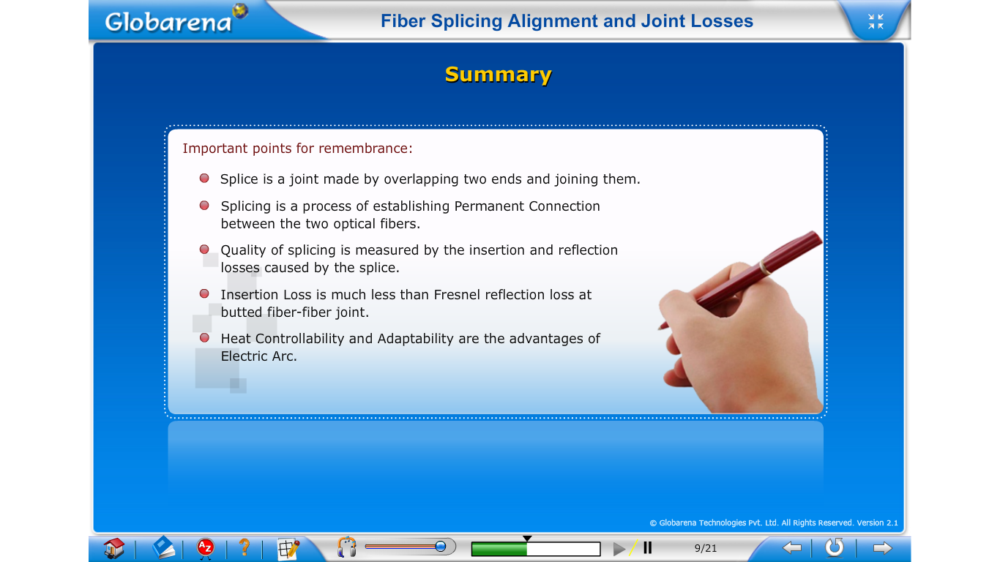 Globarena
Fiber Splicing Alignment and Joint Losses
Summary
Important points for remembrance:
Splice is a joint made by overlapping two ends and joining them.
Splicing is a process of establishing Permanent Connection
between the two optical fibers.
Quality of splicing is measured by the insertion and reflection
losses caused by the splice.
Insertion Loss is much less than Fresnel reflection loss at
butted fiber-fiber joint.
Heat Controllability and Adaptability are the advantages of
Electric Arc.
© Globarena Technologies Pvt. Ltd. All Rights Reserved. Version 2.1
AZ
?
9/21